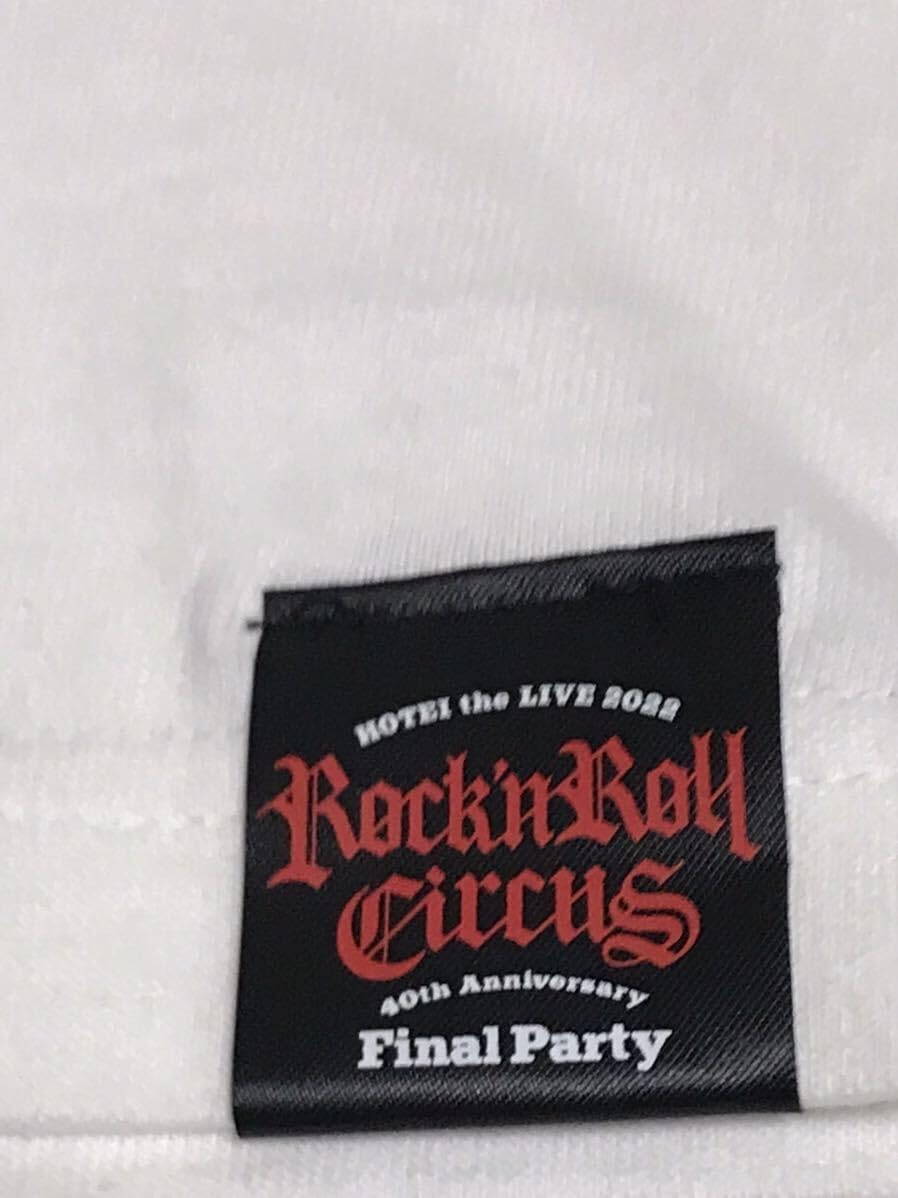 HOTEI the LIVE 2022
Rock'n Roll
Circus
40th Anniversary
Final Party